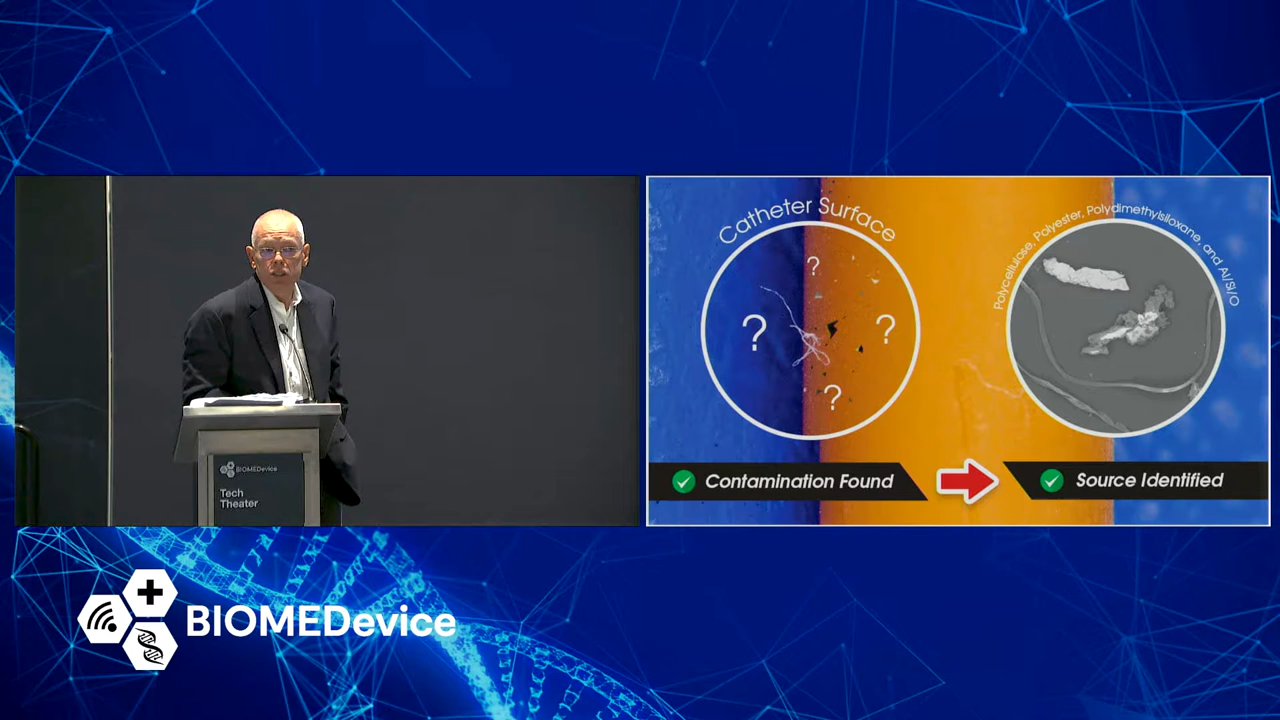 BIOMEDevice
Tech
Theater
Catheter Surface
?
?
?
?
Contamination Found
Polycellulose, Polyester, Polydimethylsiloxane, and Al/Si/O
Source Identified
BIOMEDevice